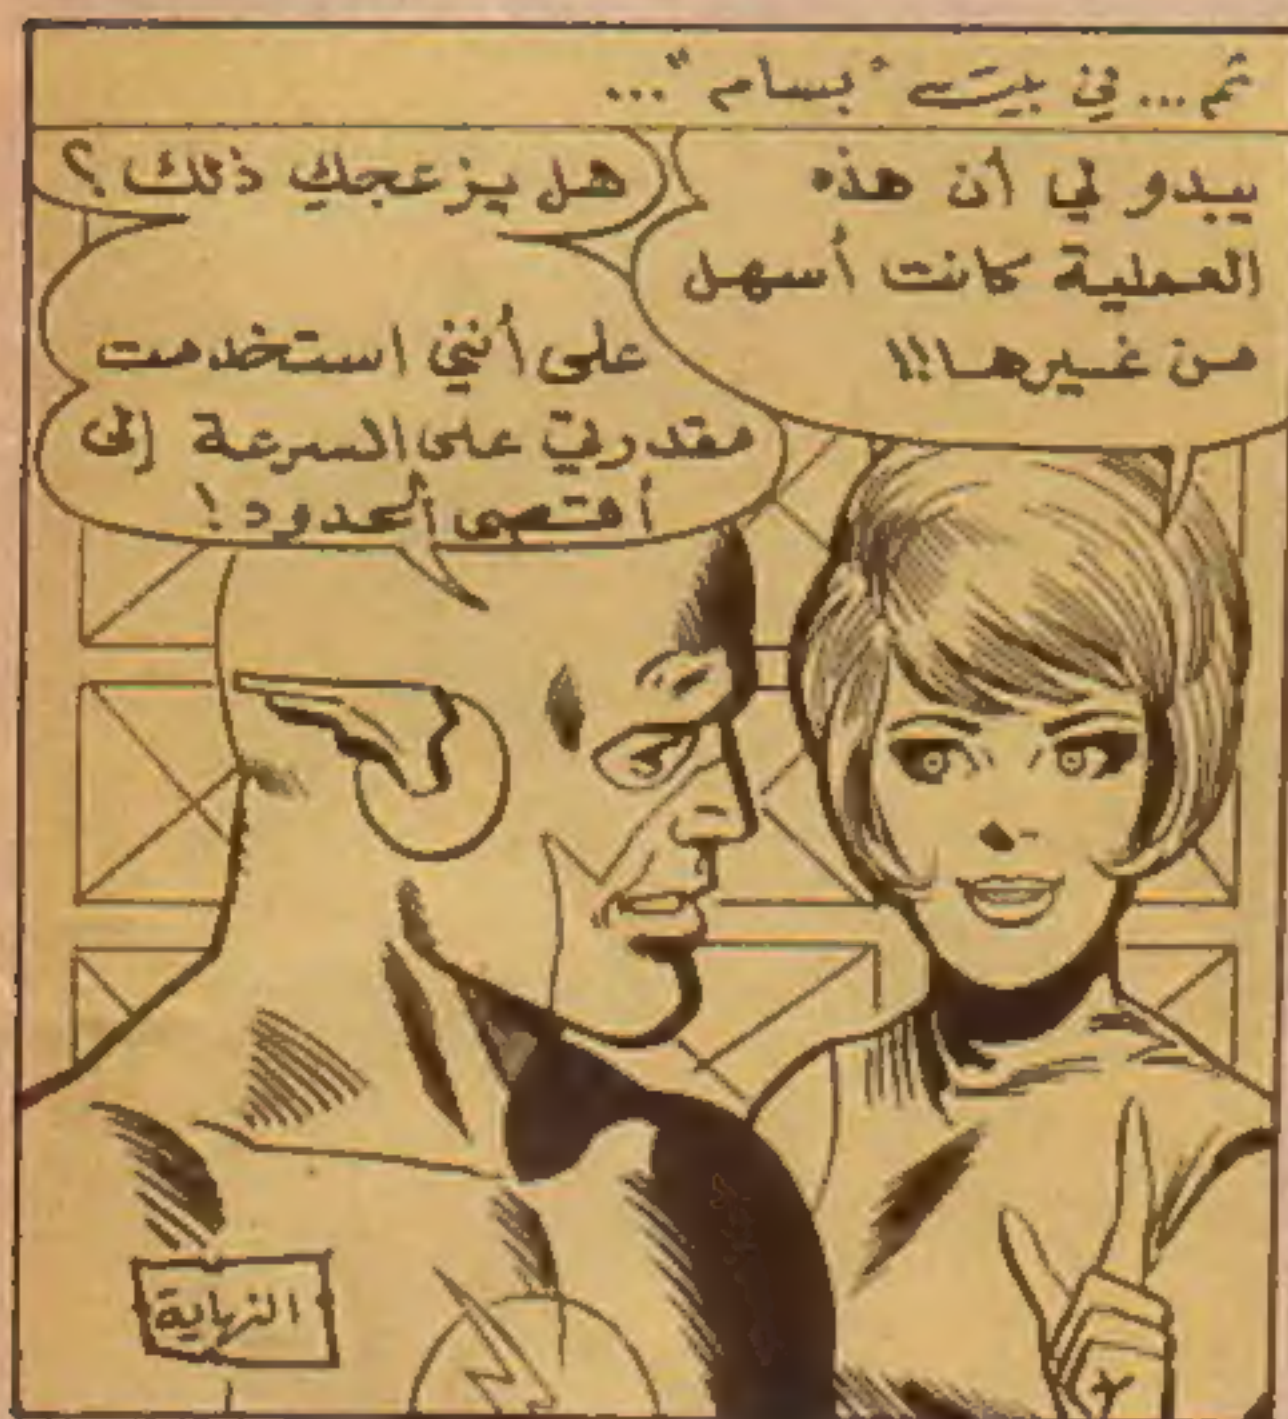 ثم... في بيت "بسام"...
يبدو لي أن هذه
العملية كانت أسهل
من غيرها!!
هل يزعجك ذلك؟
على أنني استخدمت
مقدرتي على السرعة إلى
أقصى الحدود!
النهاية